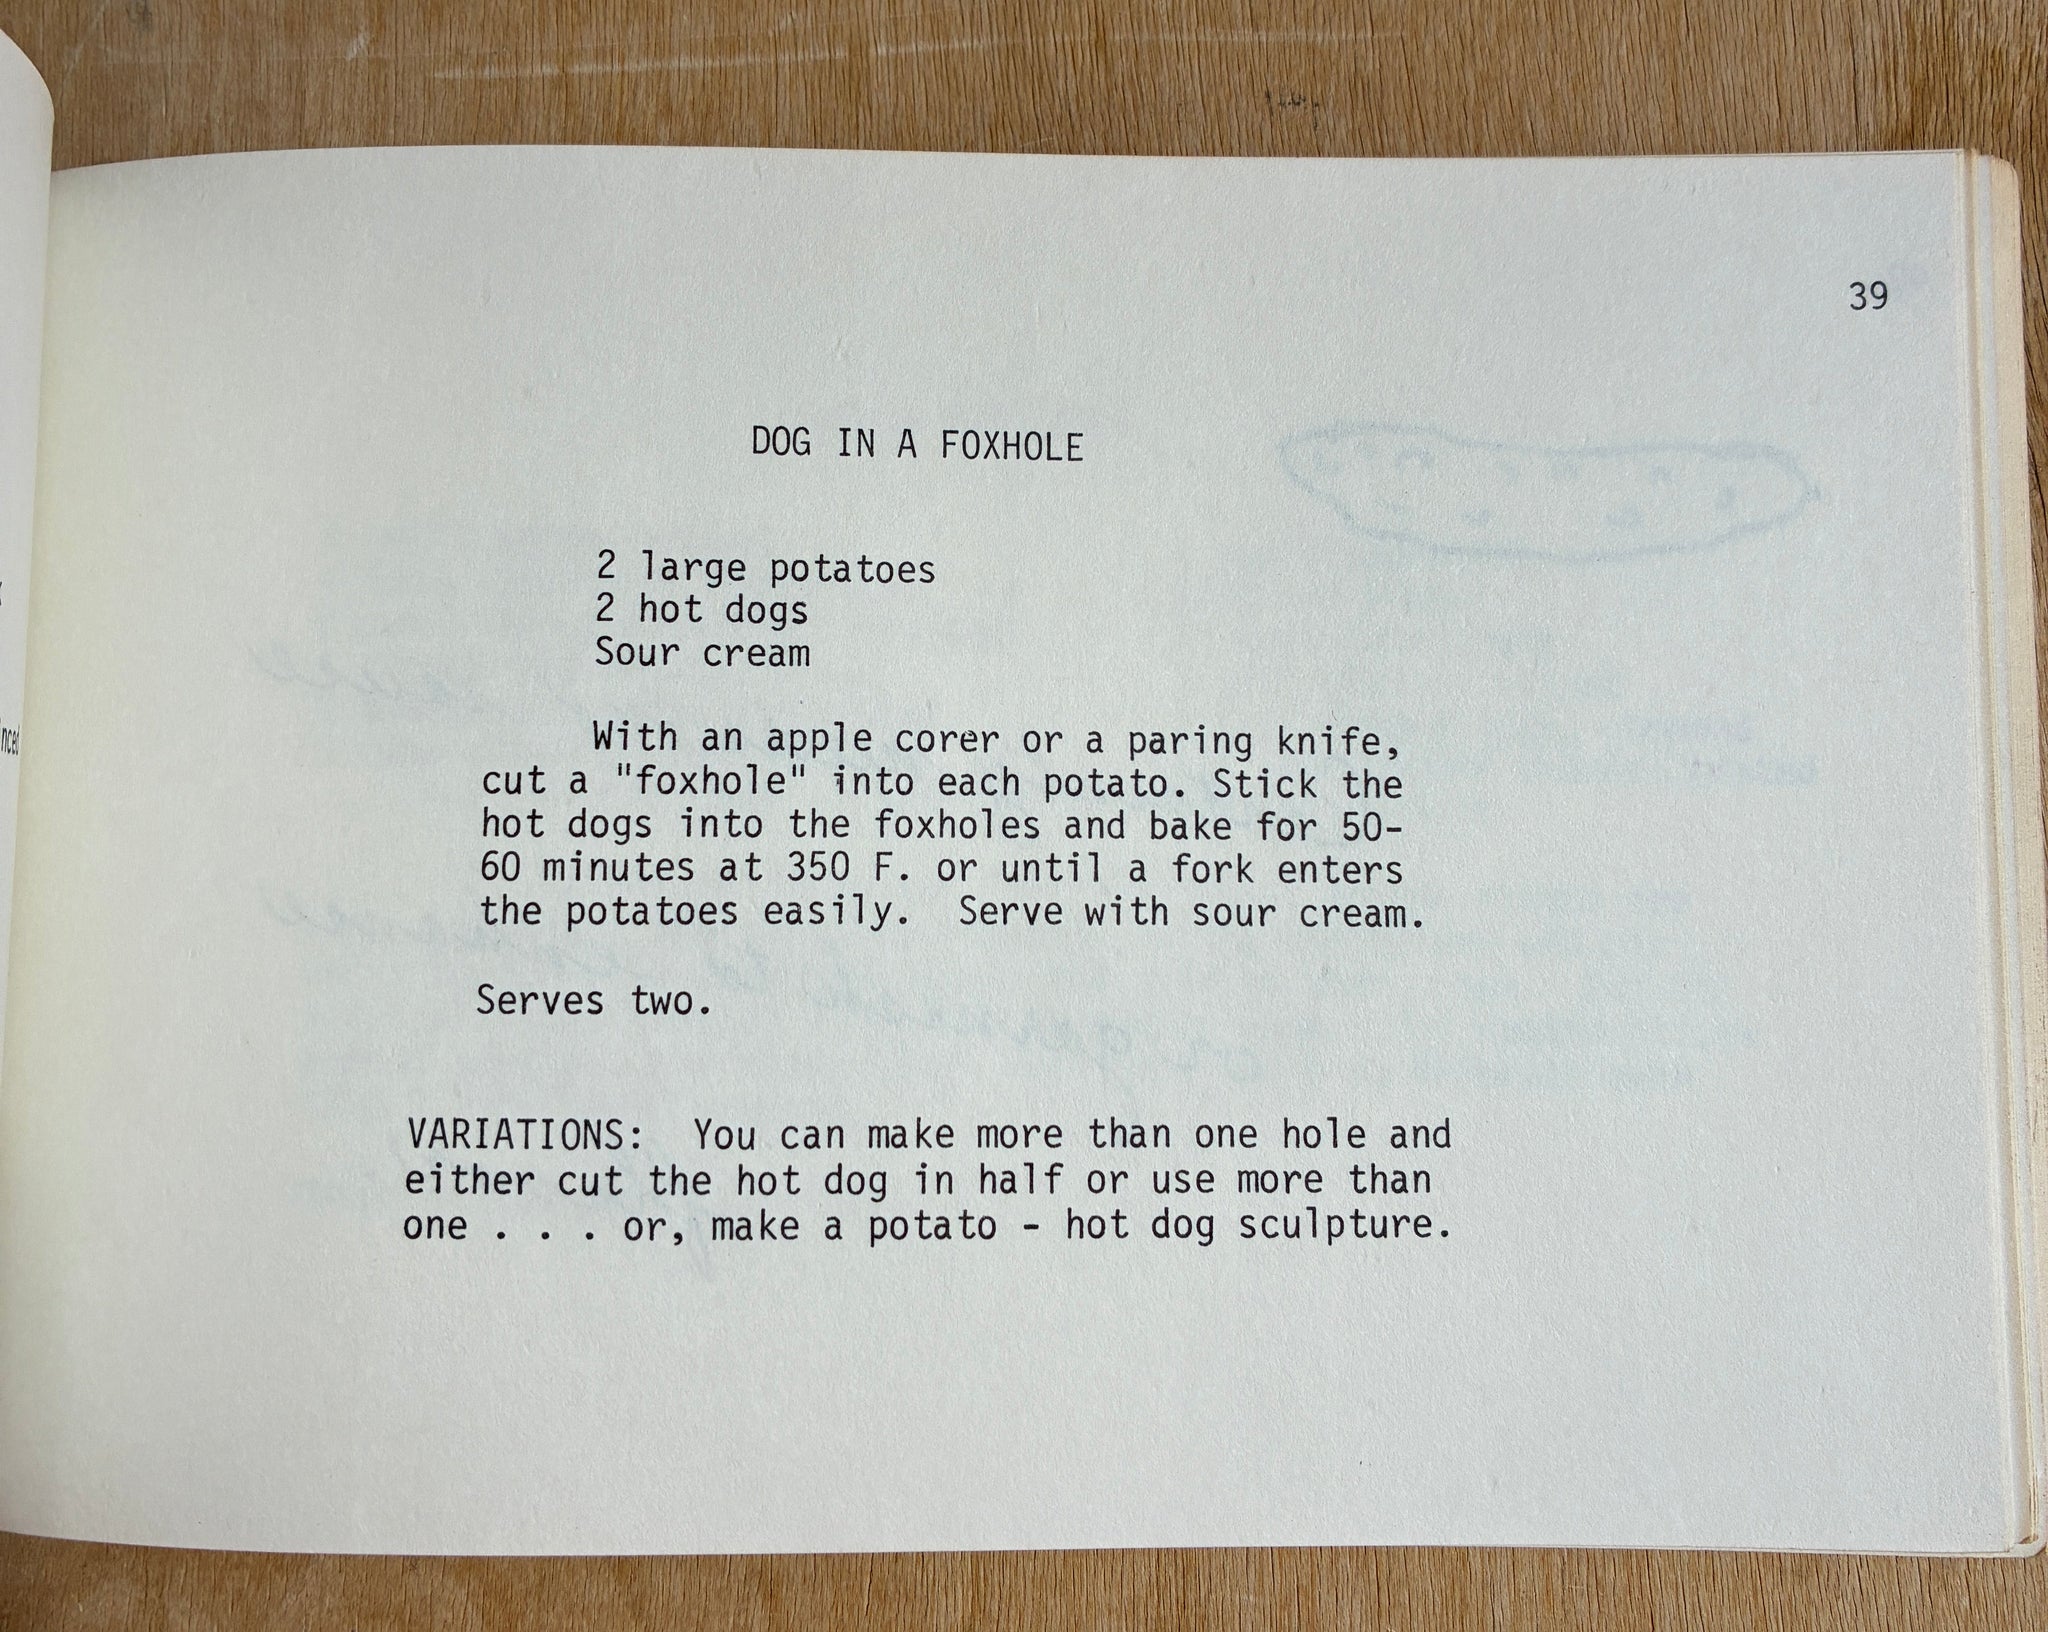 39
DOG IN A FOXHOLE
2 large potatoes
2 hot dogs
Sour cream
With an apple corer or a paring knife,
cut a "foxhole" into each potato. Stick the
hot dogs into the foxholes and bake for 50-
60 minutes at 350 F. or until a fork enters
the potatoes easily.  Serve with sour cream.
Serves two.
VARIATIONS:  You can make more than one hole and
either cut the hot dog in half or use more than
one . . . or, make a potato - hot dog sculpture.